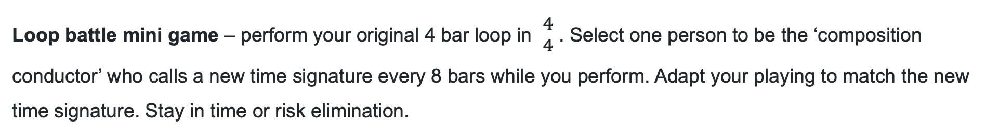 Loop battle mini game – perform your original 4 bar loop in 4/4 . Select one person to be the ‘composition
conductor’ who calls a new time signature every 8 bars while you perform. Adapt your playing to match the new
time signature. Stay in time or risk elimination.